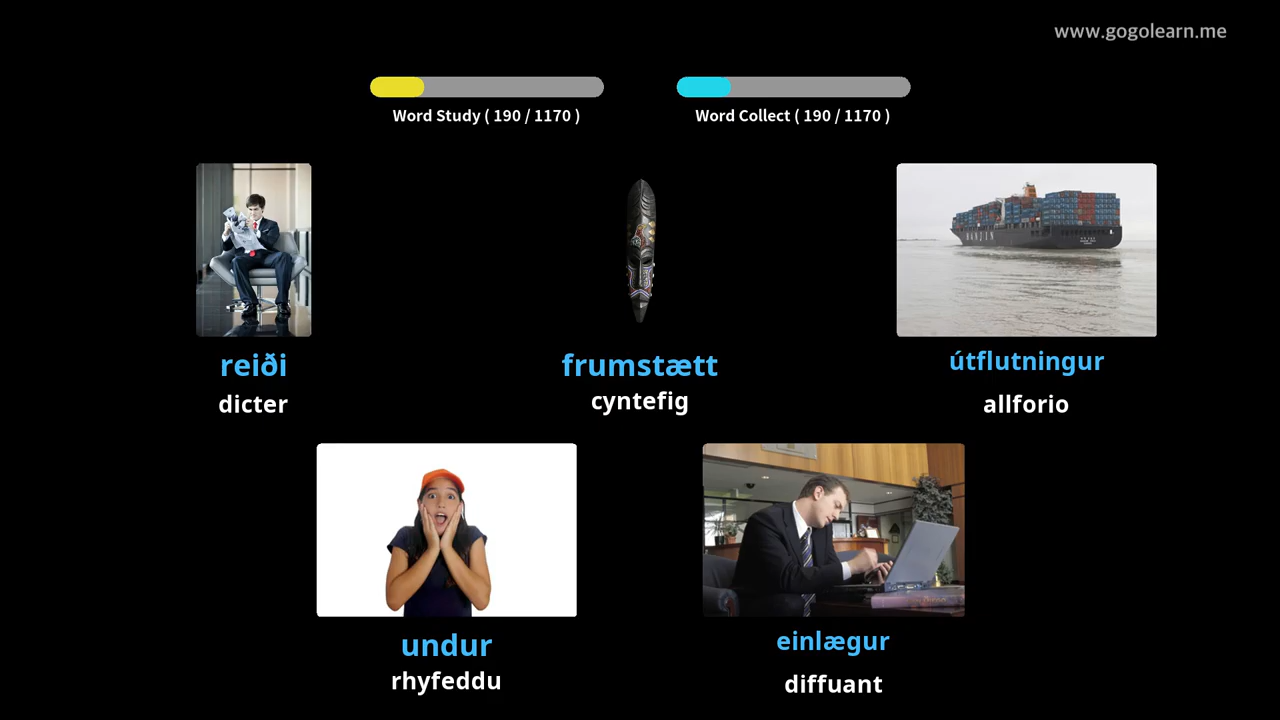 www.gogolearn.me
Word Study ( 190 / 1170 )
Word Collect ( 190 / 1170 )
HANJIN
reiði
dicter
frumstætt
cyntefig
útflutningur
allforio
undur
rhyfeddu
einlægur
diffuant